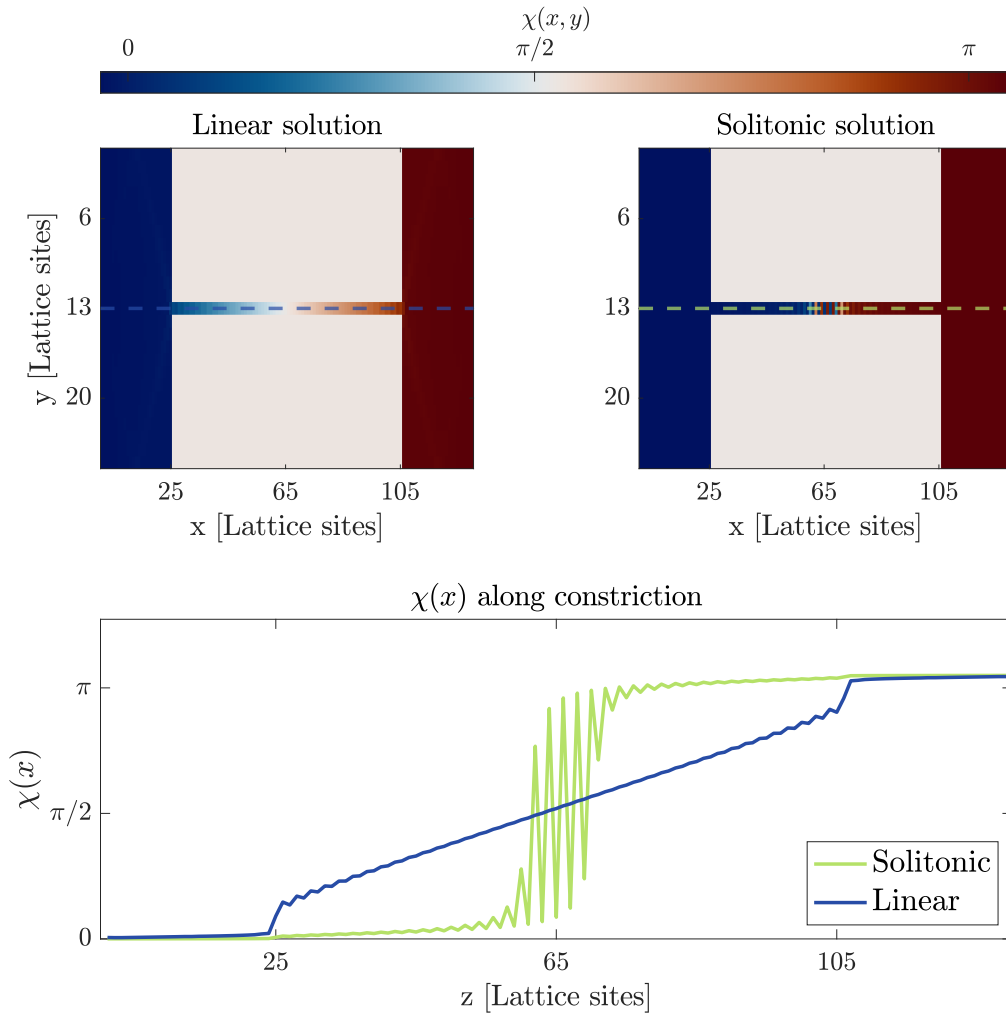 χ(x, y)
0 π/2 π
Linear solution
Solitonic solution
y [Lattice sites]
6
13
20
25 65 105
x [Lattice sites]
6
13
20
25 65 105
x [Lattice sites]
χ(x) along constriction
χ(x)
π
π/2
0
Solitonic
Linear
25 65 105
z [Lattice sites]